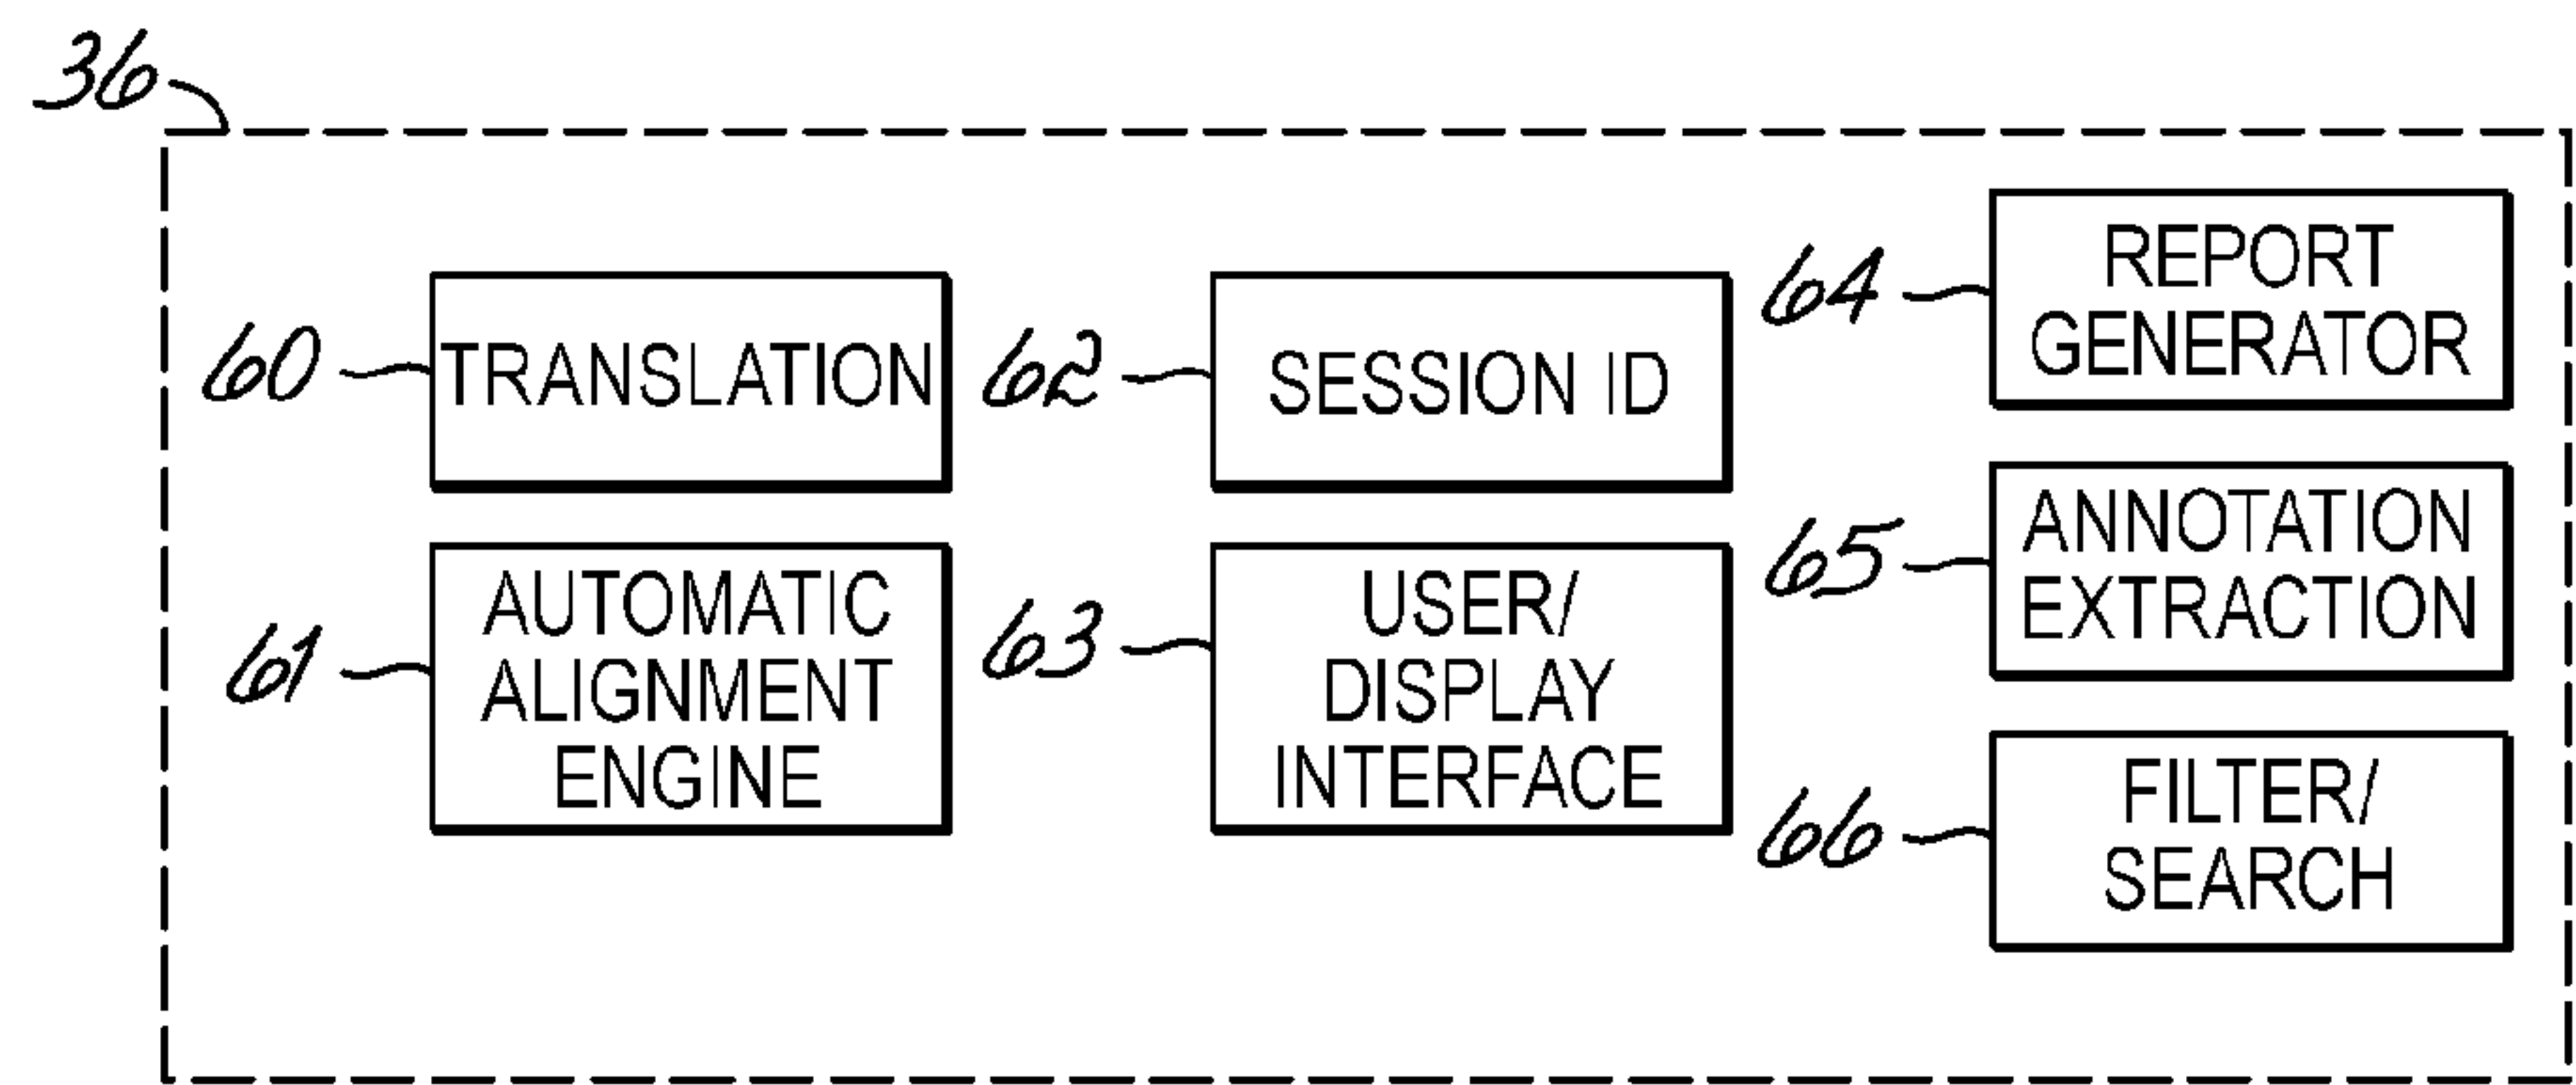 36
60
TRANSLATION
61
AUTOMATIC
ALIGNMENT
ENGINE
62
SESSION ID
63
USER/
DISPLAY
INTERFACE
64
REPORT
GENERATOR
65
ANNOTATION
EXTRACTION
66
FILTER/
SEARCH